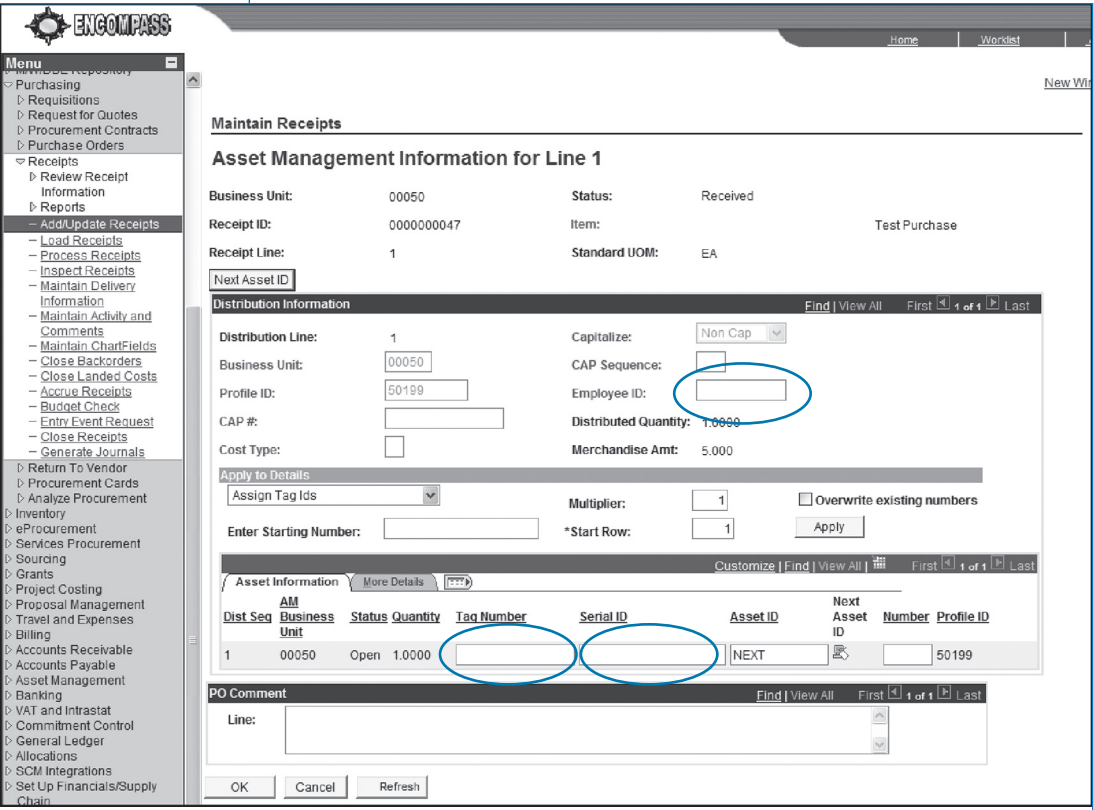 ENCOMPASS
Home
Worklist
Menu
New Win
Purchasing
Requisitions
Request for Quotes
Procurement Contracts
Purchase Orders
Receipts
Review Receipt
Information
Reports
Add/Update Receipts
Load Receipts
Process Receipts
Inspect Receipts
Maintain Delivery
Information
Maintain Activity and
Comments
Maintain ChartFields
Close Backorders
Close Landed Costs
Accrue Receipts
Budget Check
Entry Event Request
Close Receipts
Generate Journals
Return To Vendor
Procurement Cards
Analyze Procurement
Inventory
eProcurement
Services Procurement
Sourcing
Grants
Project Costing
Proposal Management
Travel and Expenses
Billing
Accounts Receivable
Accounts Payable
Asset Management
Banking
VAT and Intrastat
Commitment Control
General Ledger
Allocations
SCM Integrations
Set Up Financials/Supply
Chain
Maintain Receipts
Asset Management Information for Line 1
Business Unit: 00050 Status: Received
Receipt ID: 0000000047 Item: Test Purchase
Receipt Line: 1 Standard UOM: EA
Next Asset ID
Distribution Information Find | View All First 1 of 1 Last
Distribution Line: 1 Capitalize: Non Cap
Business Unit: 00050 CAP Sequence:
Profile ID: 50199 Employee ID:
CAP #: Distributed Quantity: 1.0000
Cost Type: Merchandise Amt: 5.000
Apply to Details
Assign Tag Ids Multiplier: 1 Overwrite existing numbers
Enter Starting Number: *Start Row: 1 Apply
Customize | Find | View All | First 1 of 1 Last
Asset Information More Details
Dist Seq AM Business Unit Status Quantity Tag Number Serial ID Asset ID Next Asset ID Number Profile ID
1 00050 Open 1.0000 NEXT 50199
PO Comment Find | View All First 1 of 1 Last
Line:
OK Cancel Refresh